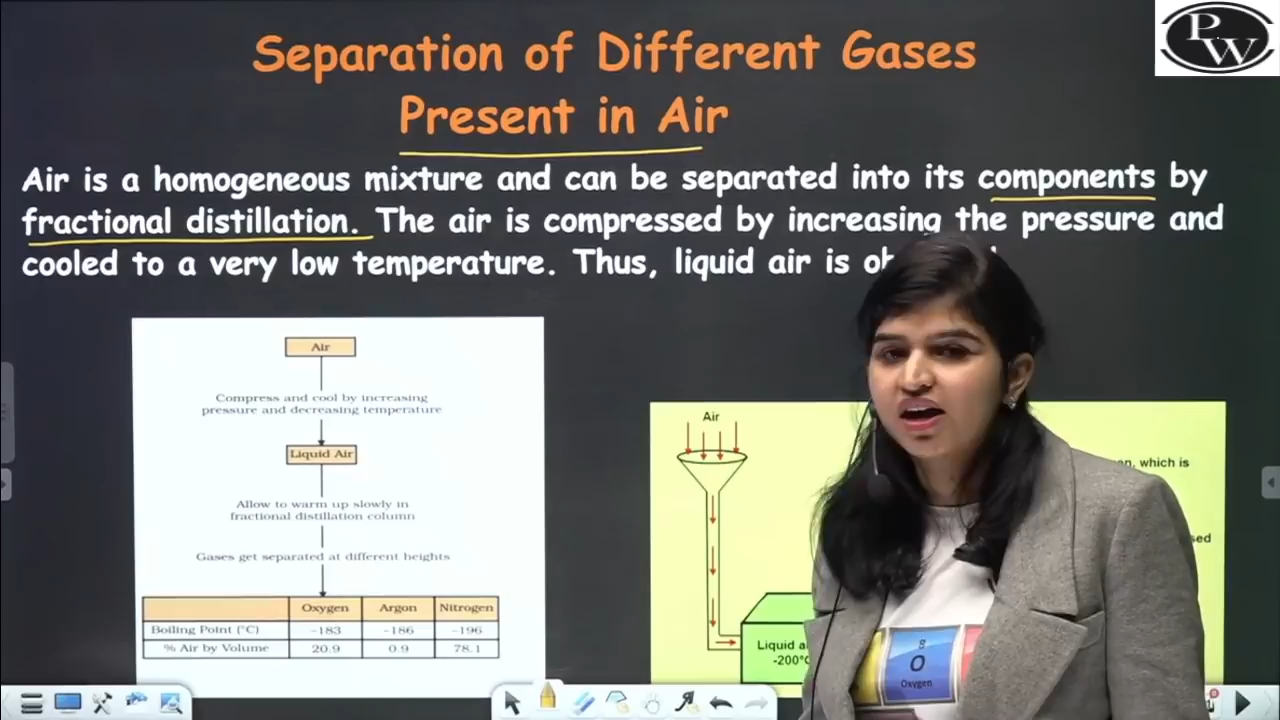 PW
Separation of Different Gases
Present in Air
Air is a homogeneous mixture and can be separated into its components by
fractional distillation. The air is compressed by increasing the pressure and
cooled to a very low temperature. Thus, liquid air is
Air
Compress and cool by increasing
pressure and decreasing temperature
Liquid Air
Allow to warm up slowly in
fractional distillation column
Gases get separated at different heights
Oxygen Argon Nitrogen
Boiling Point (°C) –183 –186 –196
% Air by Volume 20.9 0.9 78.1
Air
which is
Liquid
-200°
8
O
Oxygen